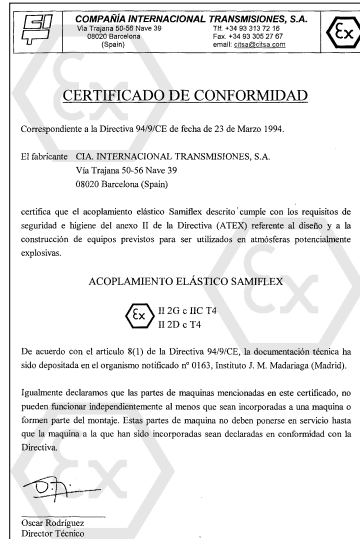 COMPAÑÍA INTERNACIONAL TRANSMISIONES, S.A.
Vía Trajana 50-56 Nave 39
08020 Barcelona
(Spain)
Tlf. +34 93 313 72 16
Fax. +34 93 305 27 67
email: citsa@citsa.com
CERTIFICADO DE CONFORMIDAD
Correspondiente a la Directiva 94/9/CE de fecha de 23 de Marzo 1994.
El fabricante CIA. INTERNACIONAL TRANSMISIONES, S.A.
Vía Trajana 50-56 Nave 39
08020 Barcelona (Spain)
certifica que el acoplamiento elástico Samiflex descrito cumple con los requisitos de
seguridad e higiene del anexo II de la Directiva (ATEX) referente al diseño y a la
construcción de equipos previstos para ser utilizados en atmósferas potencialmente
explosivas.
ACOPLAMIENTO ELÁSTICO SAMIFLEX
εx II 2G c IIC T4
II 2D c T4
De acuerdo con el articulo 8(1) de la Directiva 94/9/CE, la documentación técnica ha
sido depositada en el organismo notificado nº 0163, Instituto J. M. Madariaga (Madrid).
Igualmente declaramos que las partes de maquinas mencionadas en este certificado, no
pueden funcionar independientemente al menos que sean incorporadas a una maquina o
formen parte del montaje. Estas partes de maquina no deben ponerse en servicio hasta
que la maquina a la que han sido incorporadas sean declaradas en conformidad con la
Directiva.
Oscar Rodríguez
Director Técnico